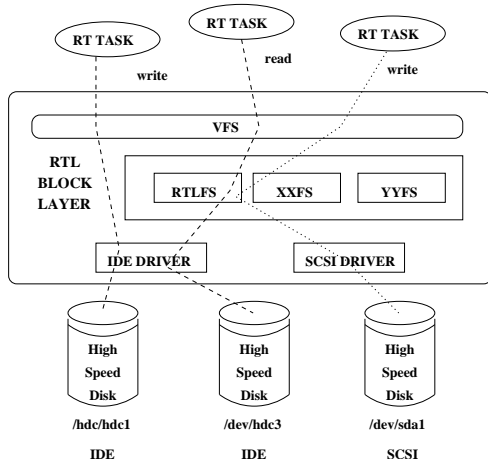 RT TASK
RT TASK
RT TASK
write
read
write
VFS
RTL
BLOCK
LAYER
RTLFS
XXFS
YYFS
IDE DRIVER
SCSI DRIVER
High
Speed
Disk
High
Speed
Disk
High
Speed
Disk
/hdc/hdc1
/dev/hdc3
/dev/sda1
IDE
IDE
SCSI